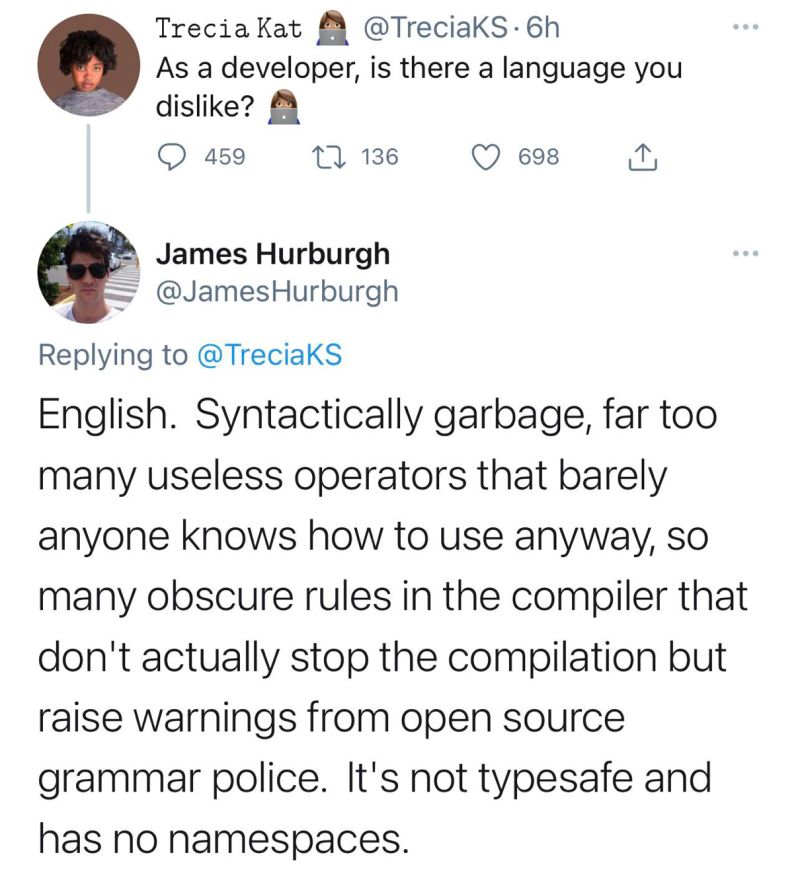 Trecia Kat 👩🏽‍💻 @TreciaKS · 6h
As a developer, is there a language you
dislike? 👩🏽‍💻
459 136 698
James Hurburgh
@JamesHurburgh
Replying to @TreciaKS
English.  Syntactically garbage, far too
many useless operators that barely
anyone knows how to use anyway, so
many obscure rules in the compiler that
don't actually stop the compilation but
raise warnings from open source
grammar police.  It's not typesafe and
has no namespaces.